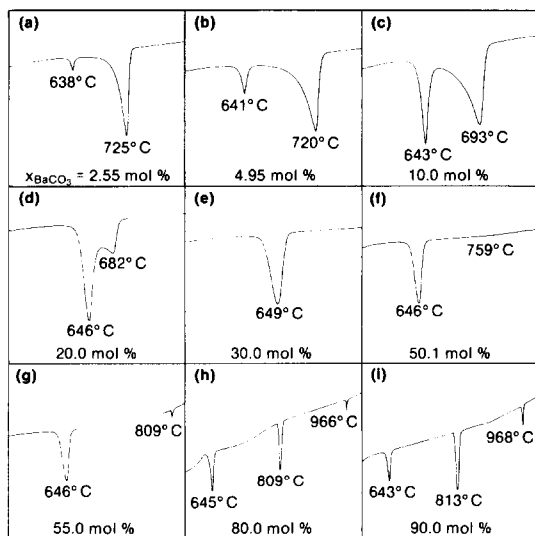 (a)
638°C
725°C
xBaCO3 = 2.55 mol %
(b)
641°C
720°C
4.95 mol %
(c)
643°C
693°C
10.0 mol %
(d)
682°C
646°C
20.0 mol %
(e)
649°C
30.0 mol %
(f)
759°C
646°C
50.1 mol %
(g)
809°C
646°C
55.0 mol %
(h)
966°C
809°C
645°C
80.0 mol %
(i)
968°C
643°C
813°C
90.0 mol %